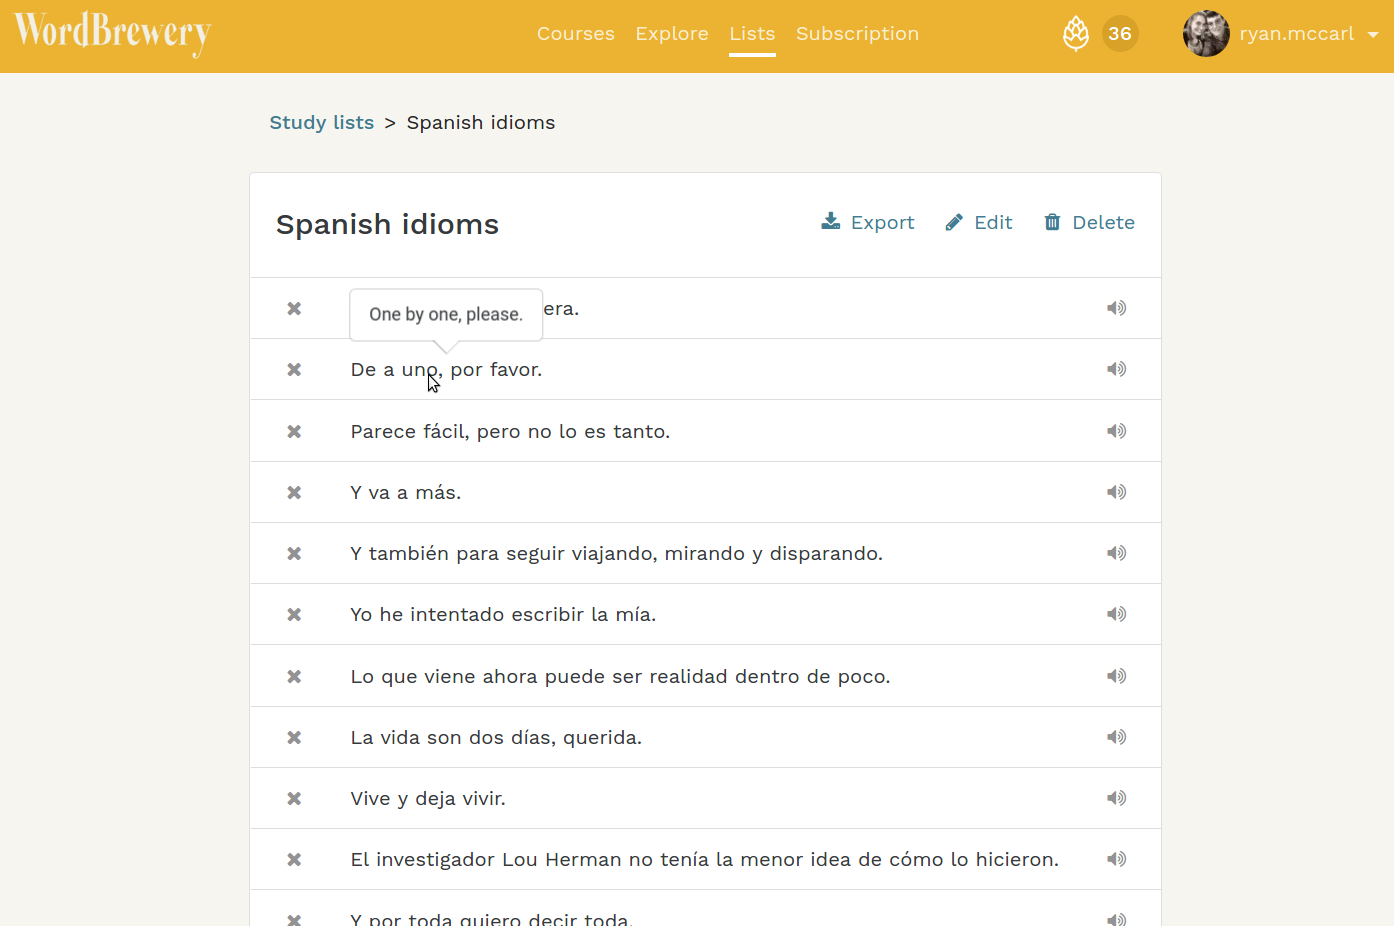 WordBrewery
Courses Explore Lists Subscription
36
ryan.mccarl
Study lists > Spanish idioms
Spanish idioms
Export Edit Delete
era.
One by one, please.
De a uno, por favor.
Parece fácil, pero no lo es tanto.
Y va a más.
Y también para seguir viajando, mirando y disparando.
Yo he intentado escribir la mía.
Lo que viene ahora puede ser realidad dentro de poco.
La vida son dos días, querida.
Vive y deja vivir.
El investigador Lou Herman no tenía la menor idea de cómo lo hicieron.
Y por toda quiero decir toda.